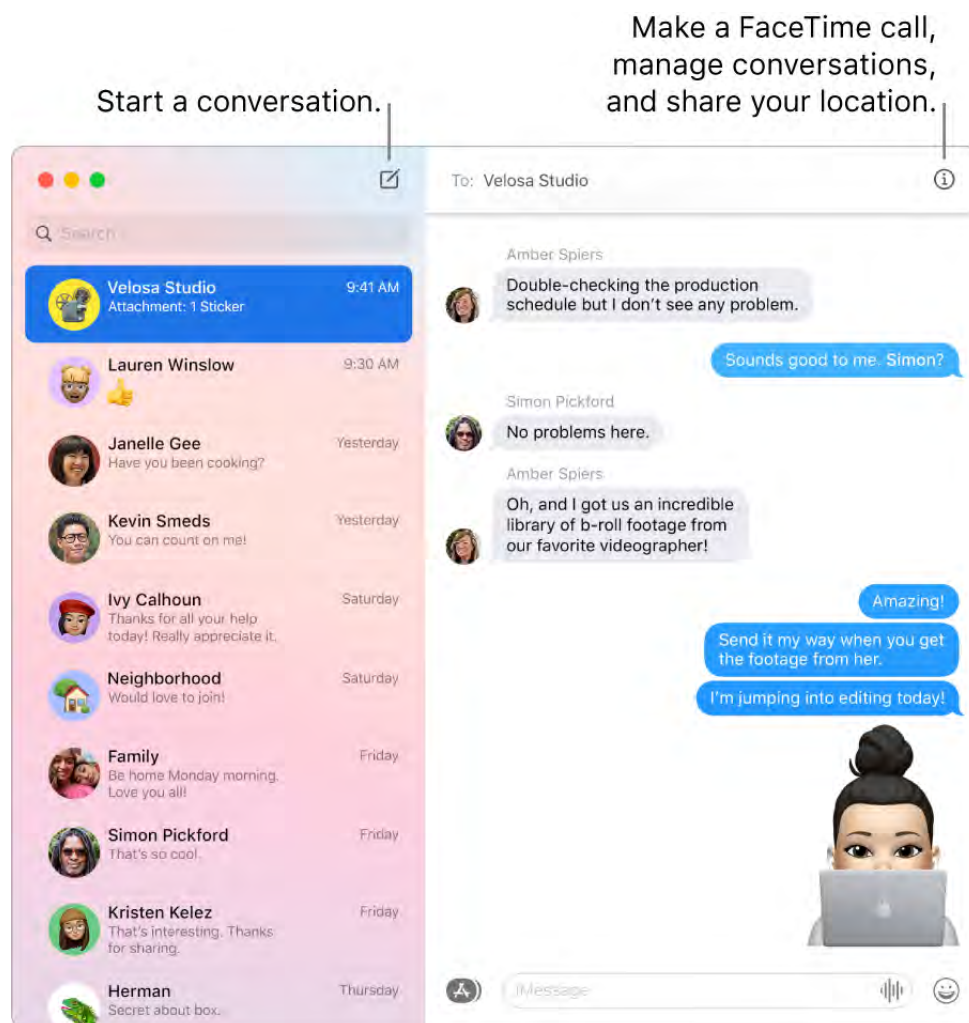 Make a FaceTime call,
manage conversations,
and share your location.
Start a conversation.
To: Velosa Studio
Search
Velosa Studio 9:41 AM
Attachment: 1 Sticker
Lauren Winslow 9:30 AM
Janelle Gee Yesterday
Have you been cooking?
Kevin Smeds Yesterday
You can count on me!
Ivy Calhoun Saturday
Thanks for all your help
today! Really appreciate it.
Neighborhood Saturday
Would love to join!
Family Friday
Be home Monday morning.
Love you all!
Simon Pickford Friday
That's so cool.
Kristen Kelez Friday
That's interesting. Thanks
for sharing.
Herman Thursday
Secret about box.
Amber Spiers
Double-checking the production
schedule but I don't see any problem.
Sounds good to me. Simon?
Simon Pickford
No problems here.
Amber Spiers
Oh, and I got us an incredible
library of b-roll footage from
our favorite videographer!
Amazing!
Send it my way when you get
the footage from her.
I'm jumping into editing today!
iMessage